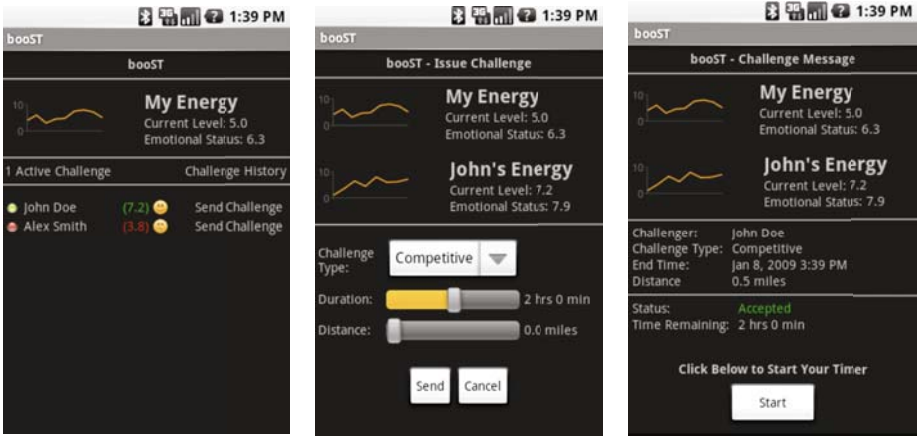 3G 1:39 PM
booST
booST
10
0
My Energy
Current Level: 5.0
Emotional Status: 6.3
1 Active Challenge Challenge History
John Doe (7.2) Send Challenge
Alex Smith (3.8) Send Challenge
3G 1:39 PM
booST
booST - Issue Challenge
10
0
My Energy
Current Level: 5.0
Emotional Status: 6.3
10
0
John's Energy
Current Level: 7.2
Emotional Status: 7.9
Challenge
Type:
Competitive
Duration: 2 hrs 0 min
Distance: 0.0 miles
Send Cancel
3G 1:39 PM
booST
booST - Challenge Message
10
0
My Energy
Current Level: 5.0
Emotional Status: 6.3
10
0
John's Energy
Current Level: 7.2
Emotional Status: 7.9
Challenger: John Doe
Challenge Type: Competitive
End Time: Jan 8, 2009 3:39 PM
Distance 0.5 miles
Status: Accepted
Time Remaining: 2 hrs 0 min
Click Below to Start Your Timer
Start